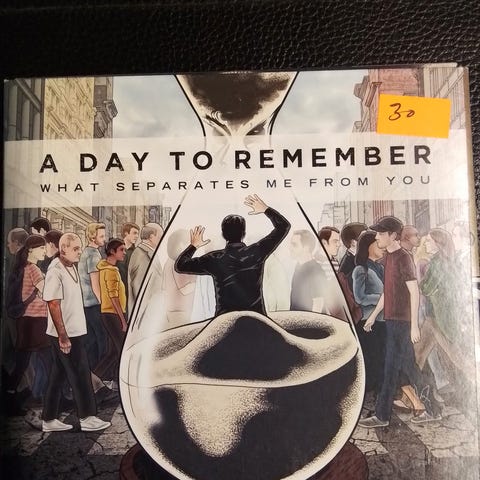 30
A DAY TO REMEMBER
WHAT SEPARATES ME FROM YOU